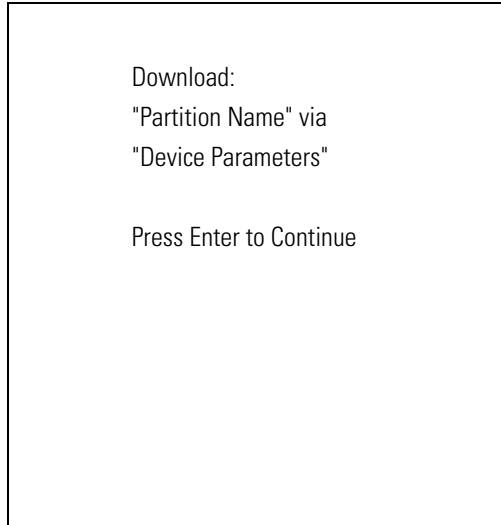 Download:
"Partition Name" via
"Device Parameters"
Press Enter to Continue